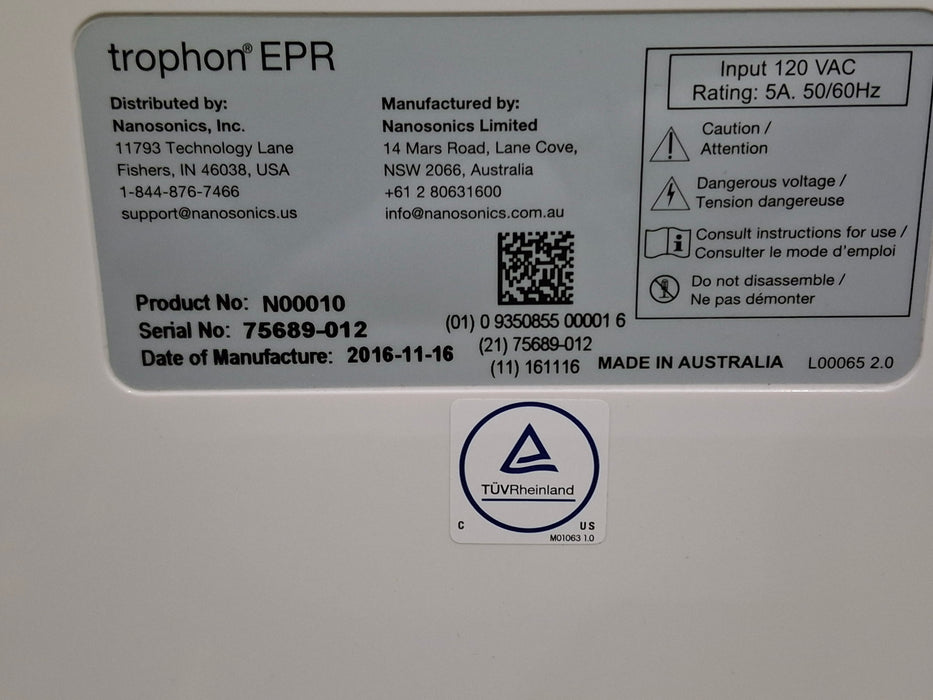 trophon® EPR
Distributed by:
Nanosonics, Inc.
11793 Technology Lane
Fishers, IN 46038, USA
1-844-876-7466
support@nanosonics.us
Manufactured by:
Nanosonics Limited
14 Mars Road, Lane Cove,
NSW 2066, Australia
+61 2 80631600
info@nanosonics.com.au
Input 120 VAC
Rating: 5A. 50/60Hz
Caution /
Attention
Dangerous voltage /
Tension dangereuse
Consult instructions for use /
Consulter le mode d'emploi
Do not disassemble /
Ne pas démonter
Product No: N00010
Serial No: 75689-012
Date of Manufacture: 2016-11-16
(01) 0 9350855 00001 6
(21) 75689-012
(11) 161116
MADE IN AUSTRALIA
L00065 2.0
TÜVRheinland
C US
M01063 1.0